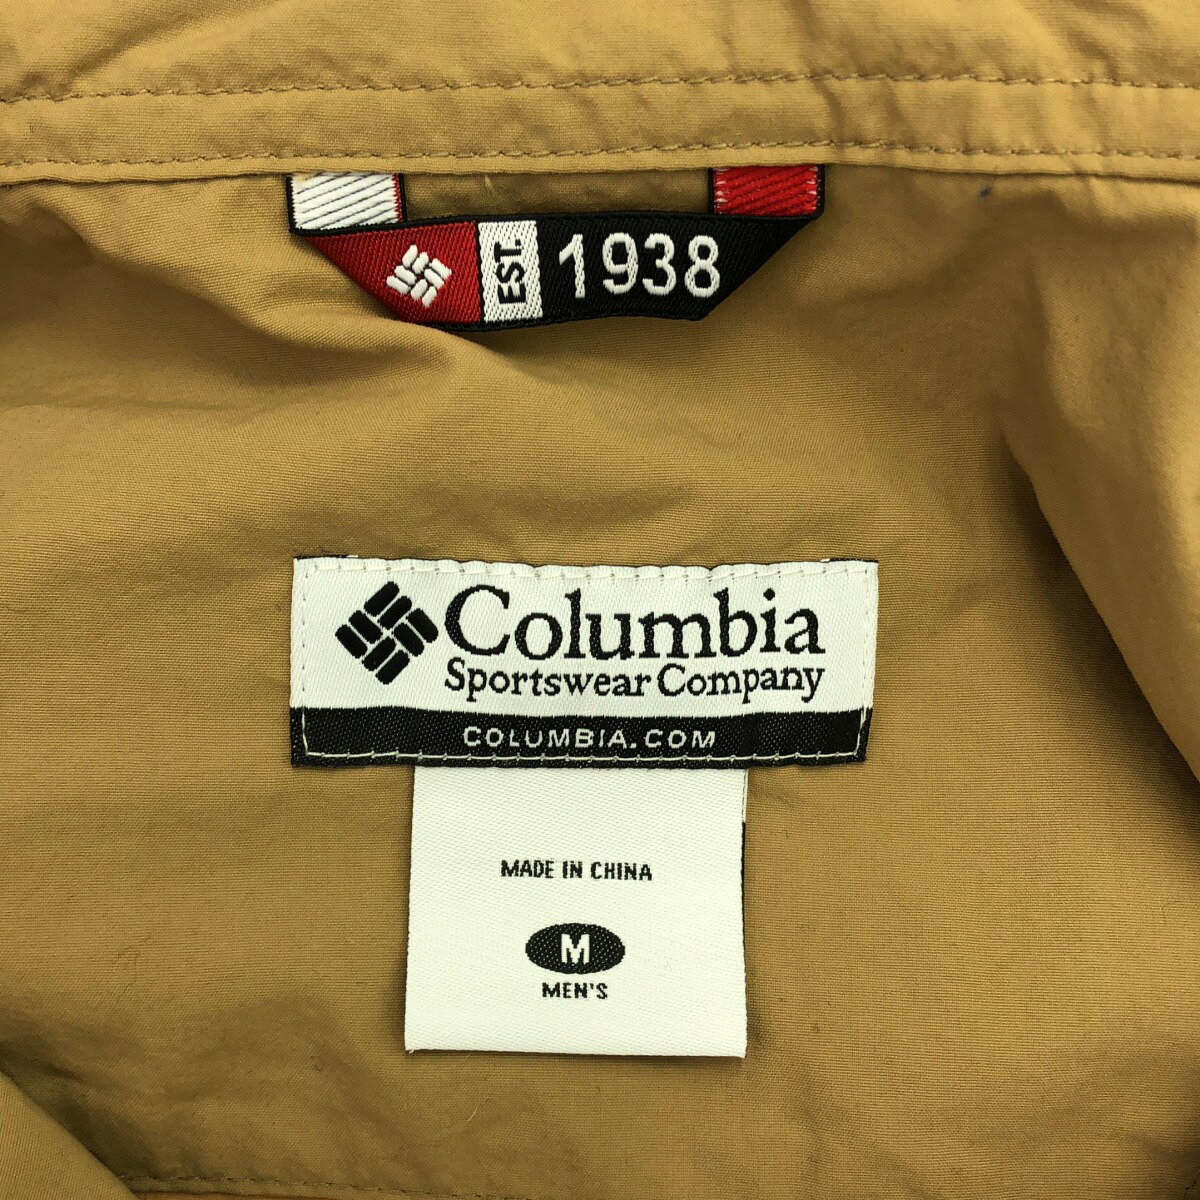 EST. 1938
Columbia
Sportswear Company
COLUMBIA.COM
MADE IN CHINA
M
MEN'S